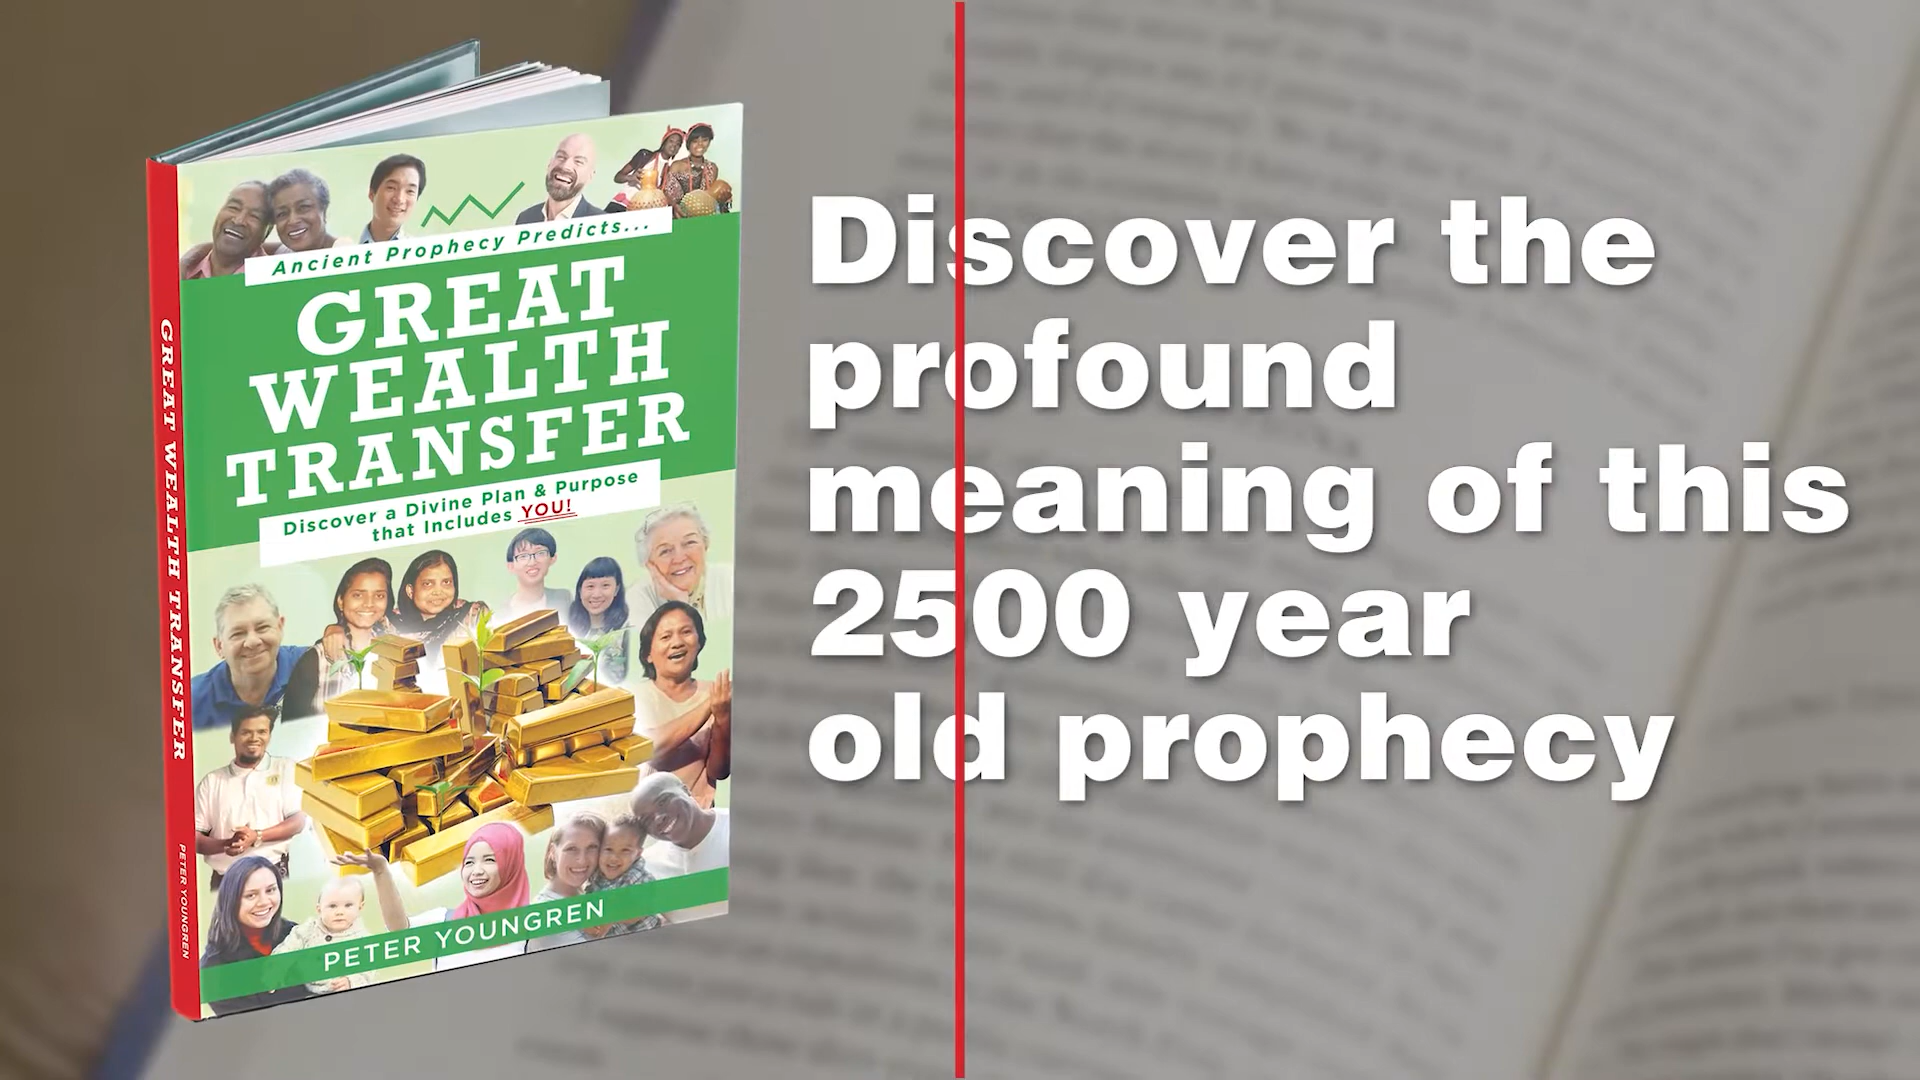 Ancient Prophecy Predicts...
GREAT
WEALTH
TRANSFER
Discover a Divine Plan & Purpose
that Includes YOU!
PETER YOUNGREN
GREAT WEALTH TRANSFER
PETER YOUNGREN
Discover the
profound
meaning of this
2500 year
old prophecy